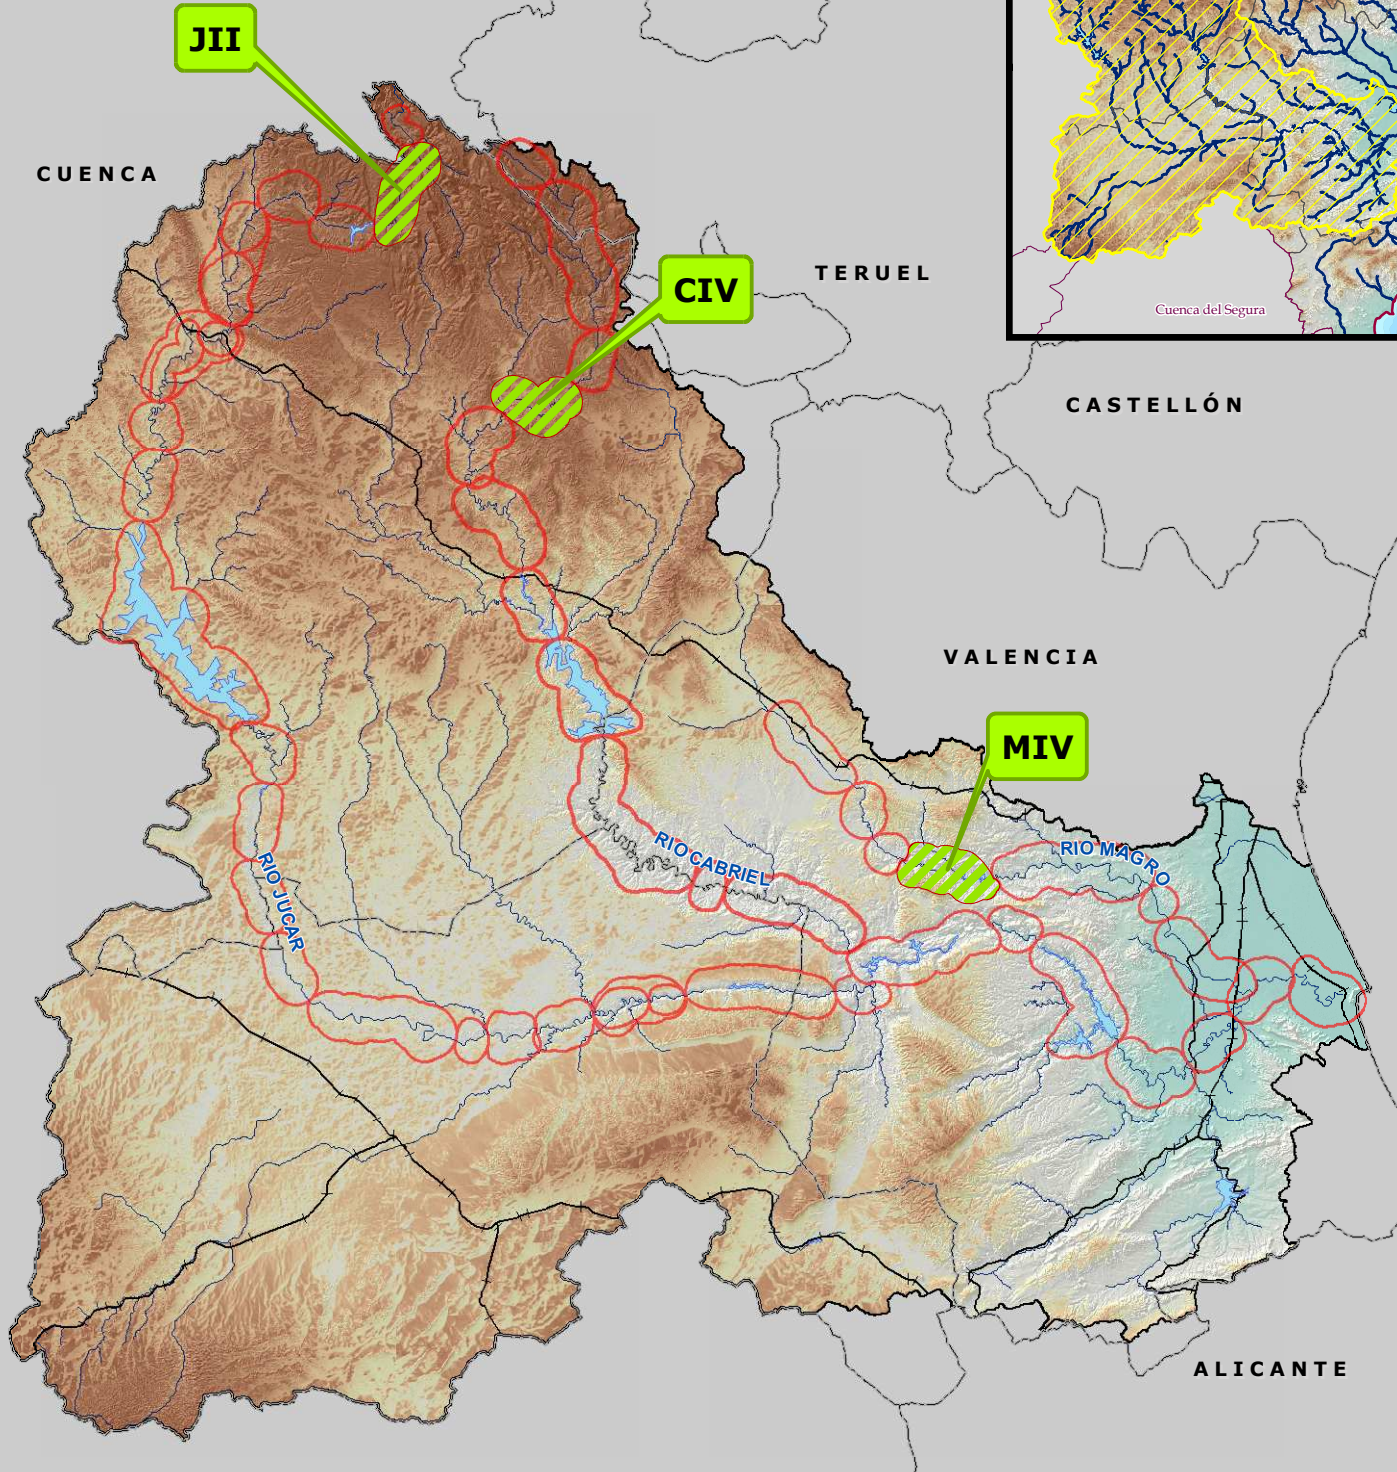 JII
CUENCA
CIV
TERUEL
Cuenca del Segura
CASTELLÓN
VALENCIA
MIV
RIO CABRIEL
RIO MAGRO
RIO JUCAR
ALICANTE